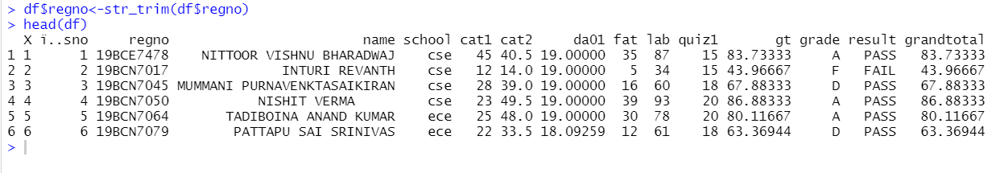 > df$regno<-str_trim(df$regno)
> head(df)
X ï..sno regno name school cat1 cat2 da01 fat lab quiz1 gt grade result grandtotal
1 1 1 19BCE7478 NITTOOR VISHNU BHARADWAJ cse 45 40.5 19.00000 35 87 15 83.73333 A PASS 83.73333
2 2 2 19BCN7017 INTURI REVANTH cse 12 14.0 19.00000 5 34 15 43.96667 F FAIL 43.96667
3 3 3 19BCN7045 MUMMANI PURNAVENKTASAIKIRAN cse 28 39.0 19.00000 16 60 18 67.88333 D PASS 67.88333
4 4 4 19BCN7050 NISHIT VERMA cse 23 49.5 19.00000 39 93 20 86.88333 A PASS 86.88333
5 5 5 19BCN7064 TADIBOINA ANAND KUMAR ece 25 48.0 19.00000 30 78 20 80.11667 A PASS 80.11667
6 6 6 19BCN7079 PATTAPU SAI SRINIVAS ece 22 33.5 18.09259 12 61 18 63.36944 D PASS 63.36944
>